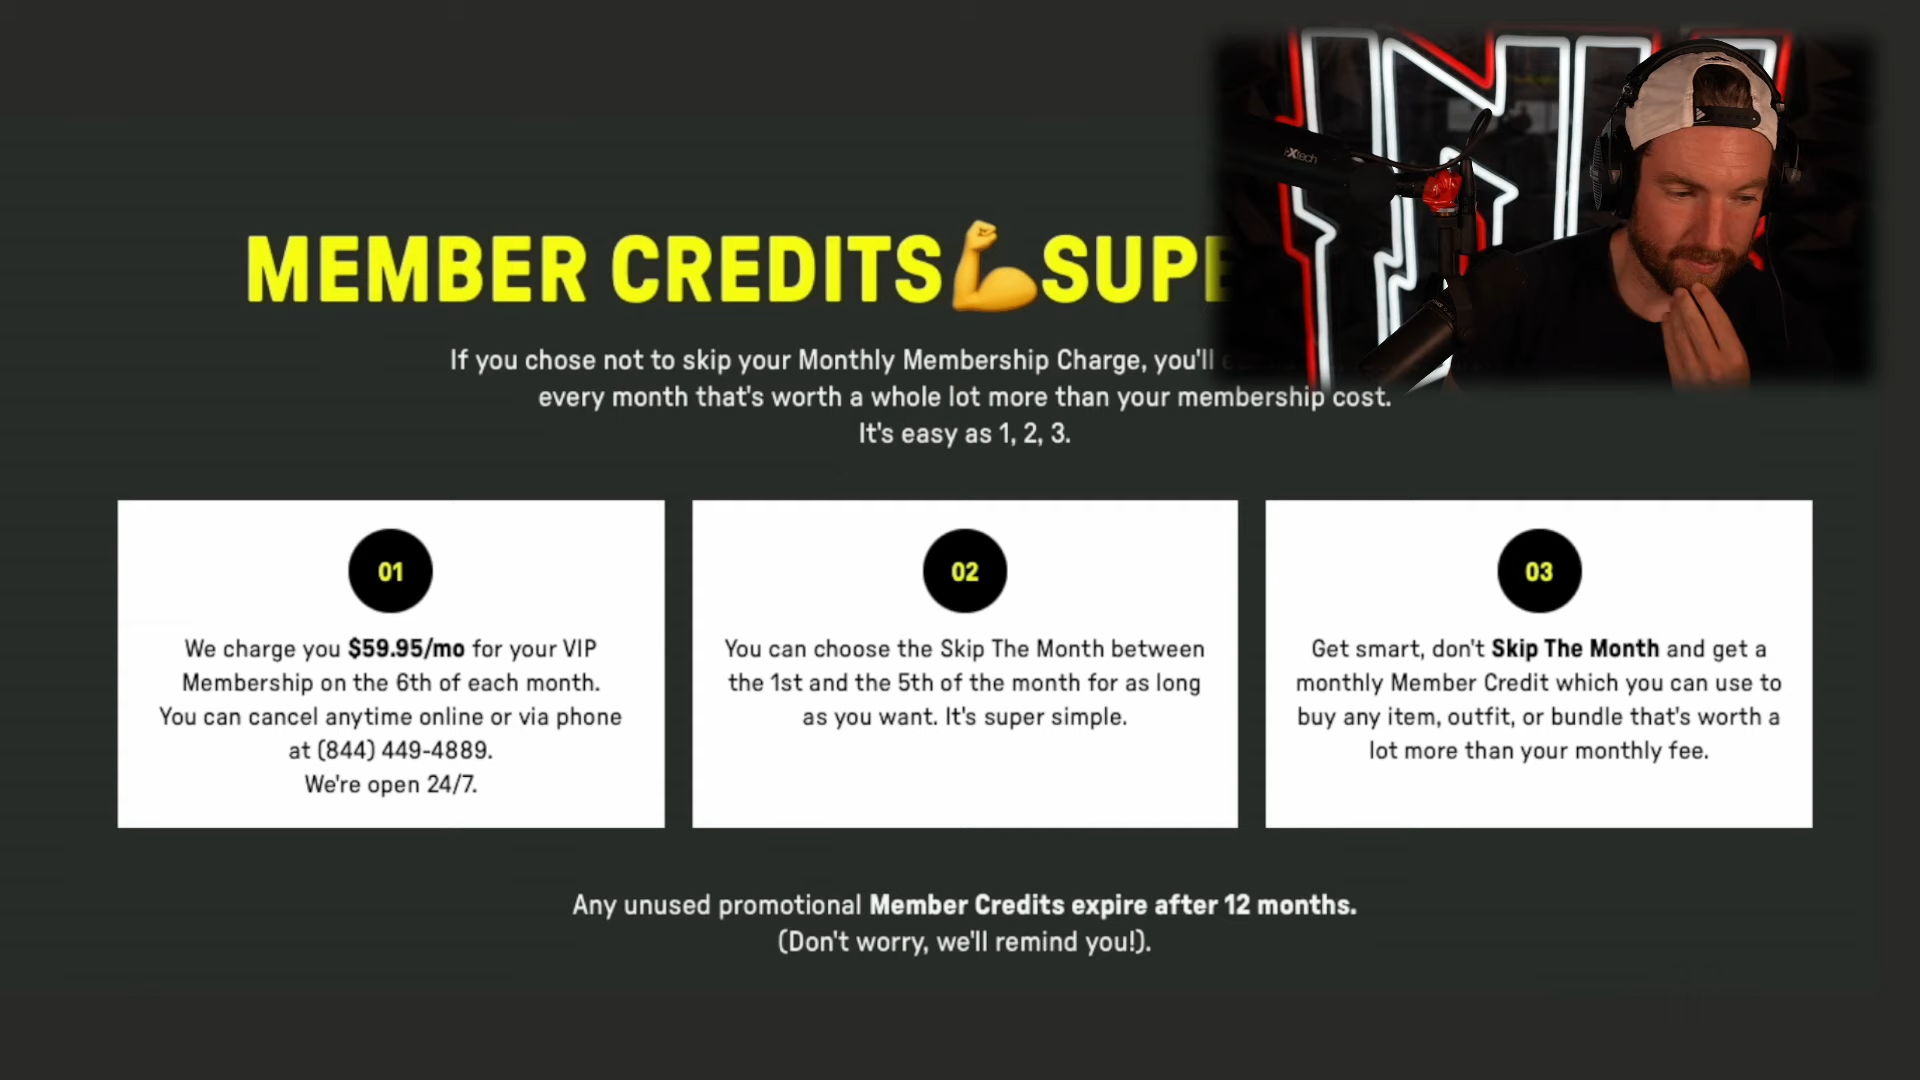 MEMBER CREDITS💪SUPE
If you chose not to skip your Monthly Membership Charge, you'll
every month that's worth a whole lot more than your membership cost.
It's easy as 1, 2, 3.
01
We charge you $59.95/mo for your VIP
Membership on the 6th of each month.
You can cancel anytime online or via phone
at (844) 449-4889.
We're open 24/7.
02
You can choose the Skip The Month between
the 1st and the 5th of the month for as long
as you want. It's super simple.
03
Get smart, don't Skip The Month and get a
monthly Member Credit which you can use to
buy any item, outfit, or bundle that's worth a
lot more than your monthly fee.
Any unused promotional Member Credits expire after 12 months.
(Don't worry, we'll remind you!).